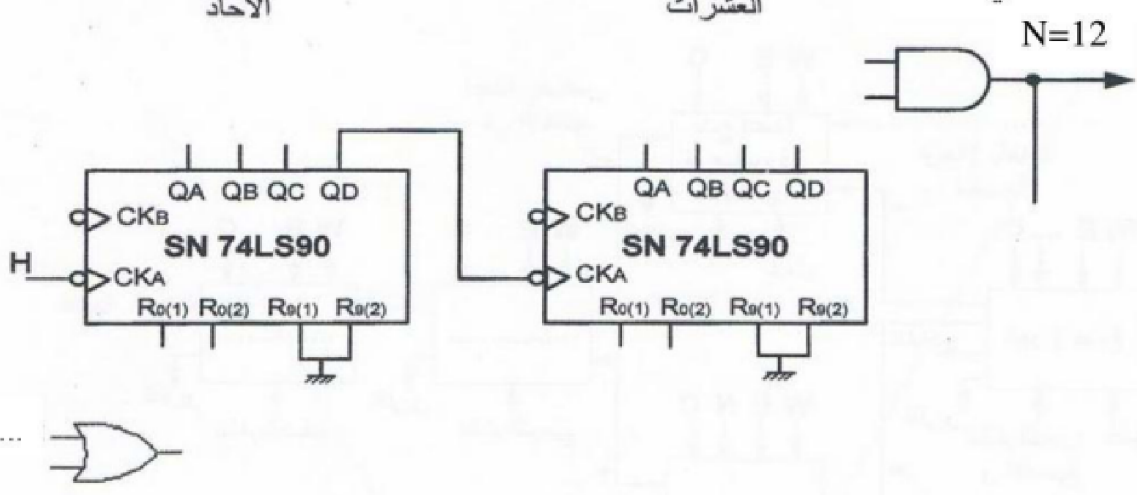 الآحاد
العشرات
N=12
QA QB QC QD
CKB
SN 74LS90
H
CKA
R0(1) R0(2) R9(1) R9(2)
QA QB QC QD
CKB
SN 74LS90
CKA
R0(1) R0(2) R9(1) R9(2)
...